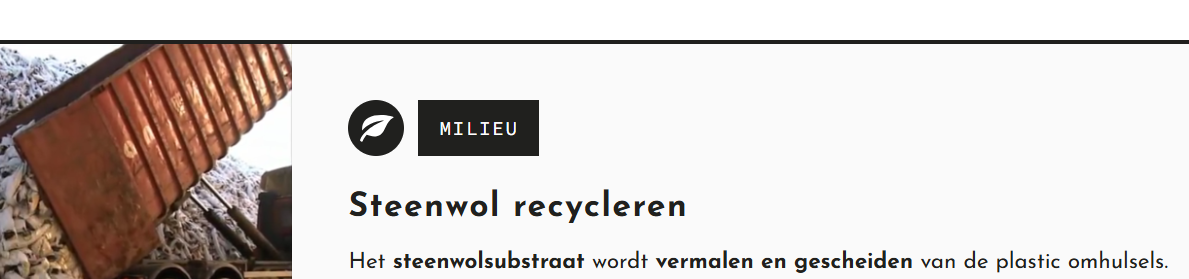 MILIEU
Steenwol recycleren
Het steenwolsubstraat wordt vermalen en gescheiden van de plastic omhulsels.